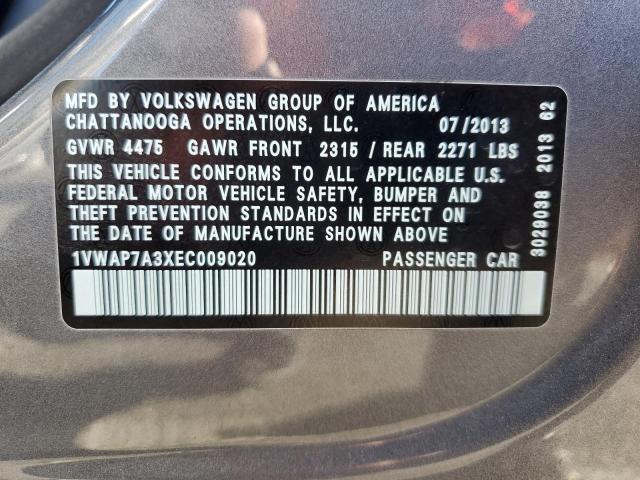 MFD BY VOLKSWAGEN GROUP OF AMERICA
CHATTANOOGA OPERATIONS, LLC. 07/2013
GVWR 4475 GAWR FRONT 2315 / REAR 2271 LBS
THIS VEHICLE CONFORMS TO ALL APPLICABLE U.S.
FEDERAL MOTOR VEHICLE SAFETY, BUMPER AND
THEFT PREVENTION STANDARDS IN EFFECT ON
THE DATE OF MANUFACTURE SHOWN ABOVE
1VWAP7A3XEC009020 PASSENGER CAR
3029038 2013 62